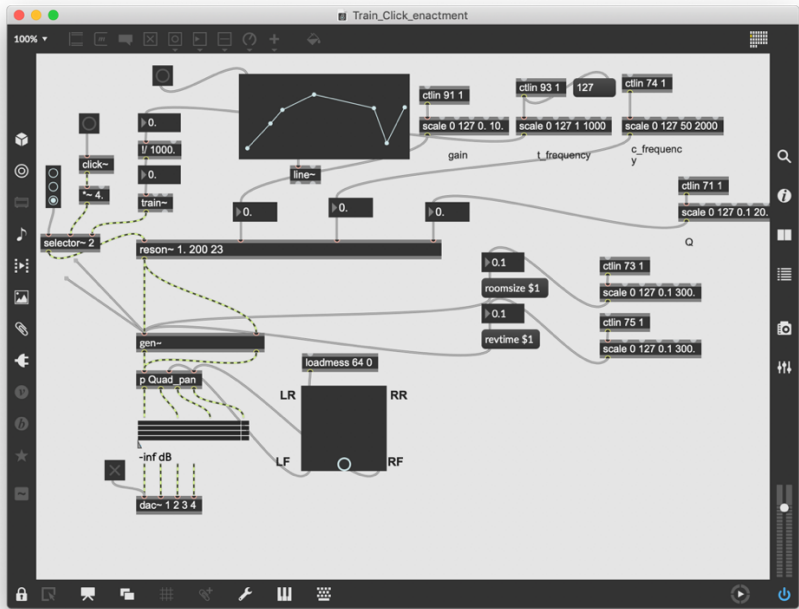 Train_Click_enactment
100%
ctlin 91 1
ctlin 93 1
127
ctlin 74 1
0.
scale 0 127 0. 10.
scale 0 127 1 1000
scale 0 127 50 2000
!/ 1000.
gain
t_frequency
c_frequenc
y
click~
0.
line~
*~ 4.
train~
ctlin 71 1
0.
0.
0.
scale 0 127 0.1 20.
selector~ 2
reson~ 1. 200 23
Q
0.1
ctlin 73 1
roomsize $1
scale 0 127 0.1 300.
0.1
ctlin 75 1
revtime $1
gen~
scale 0 127 0.1 300.
loadmess 64 0
p Quad_pan
LR
RR
-inf dB
LF
RF
dac~ 1 2 3 4